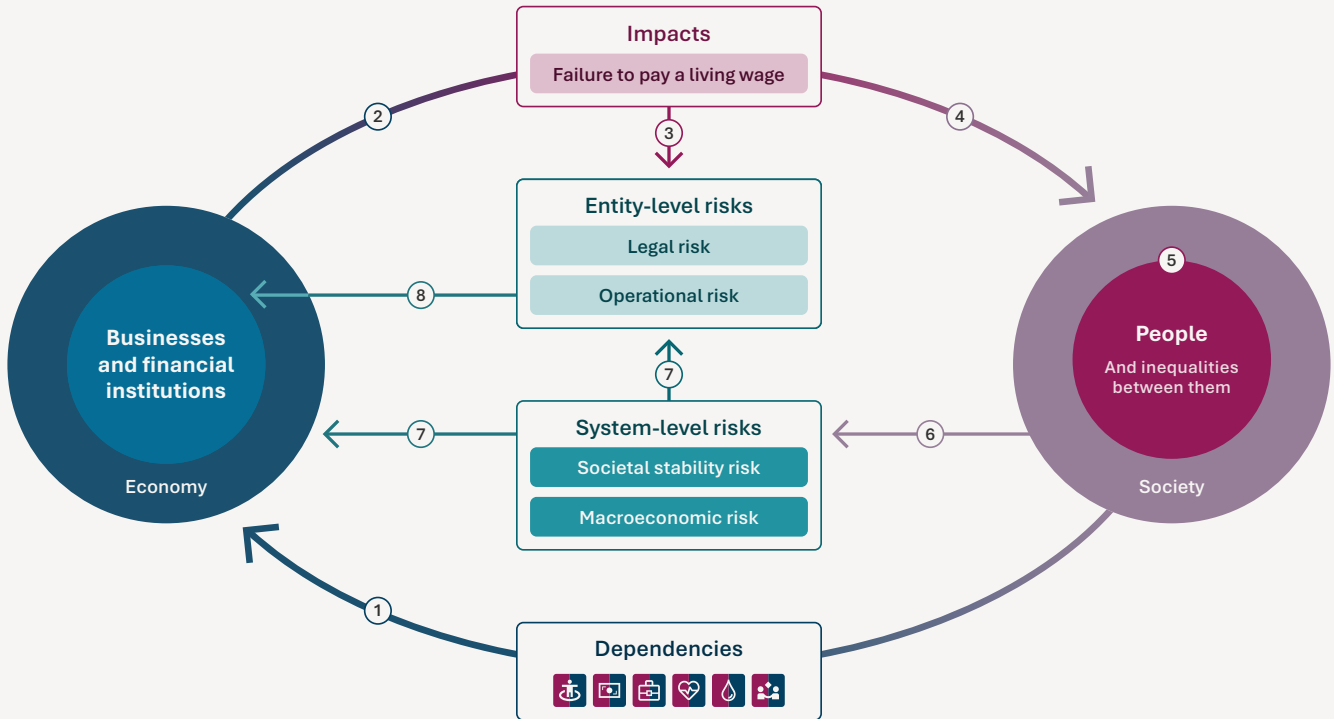 Impacts
Failure to pay a living wage
2
3
4
Entity-level risks
Legal risk
Operational risk
8
5
Businesses
and financial
institutions
Economy
People
And inequalities
between them
Society
7
System-level risks
Societal stability risk
Macroeconomic risk
7
6
1
Dependencies